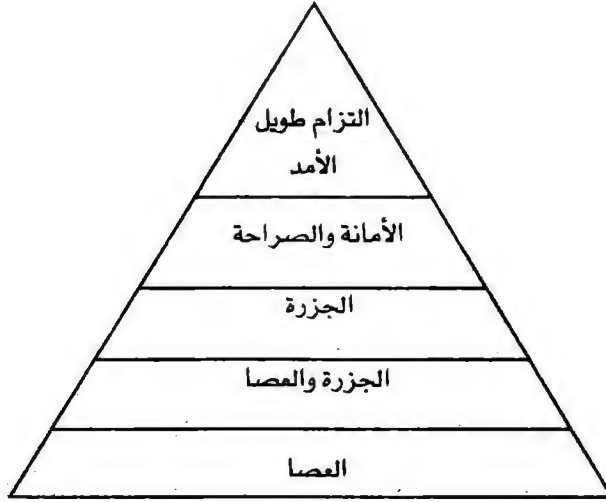 التزام طويل
الأمد
الأمانة والصراحة
الجزرة
الجزرة والعصا
العصا